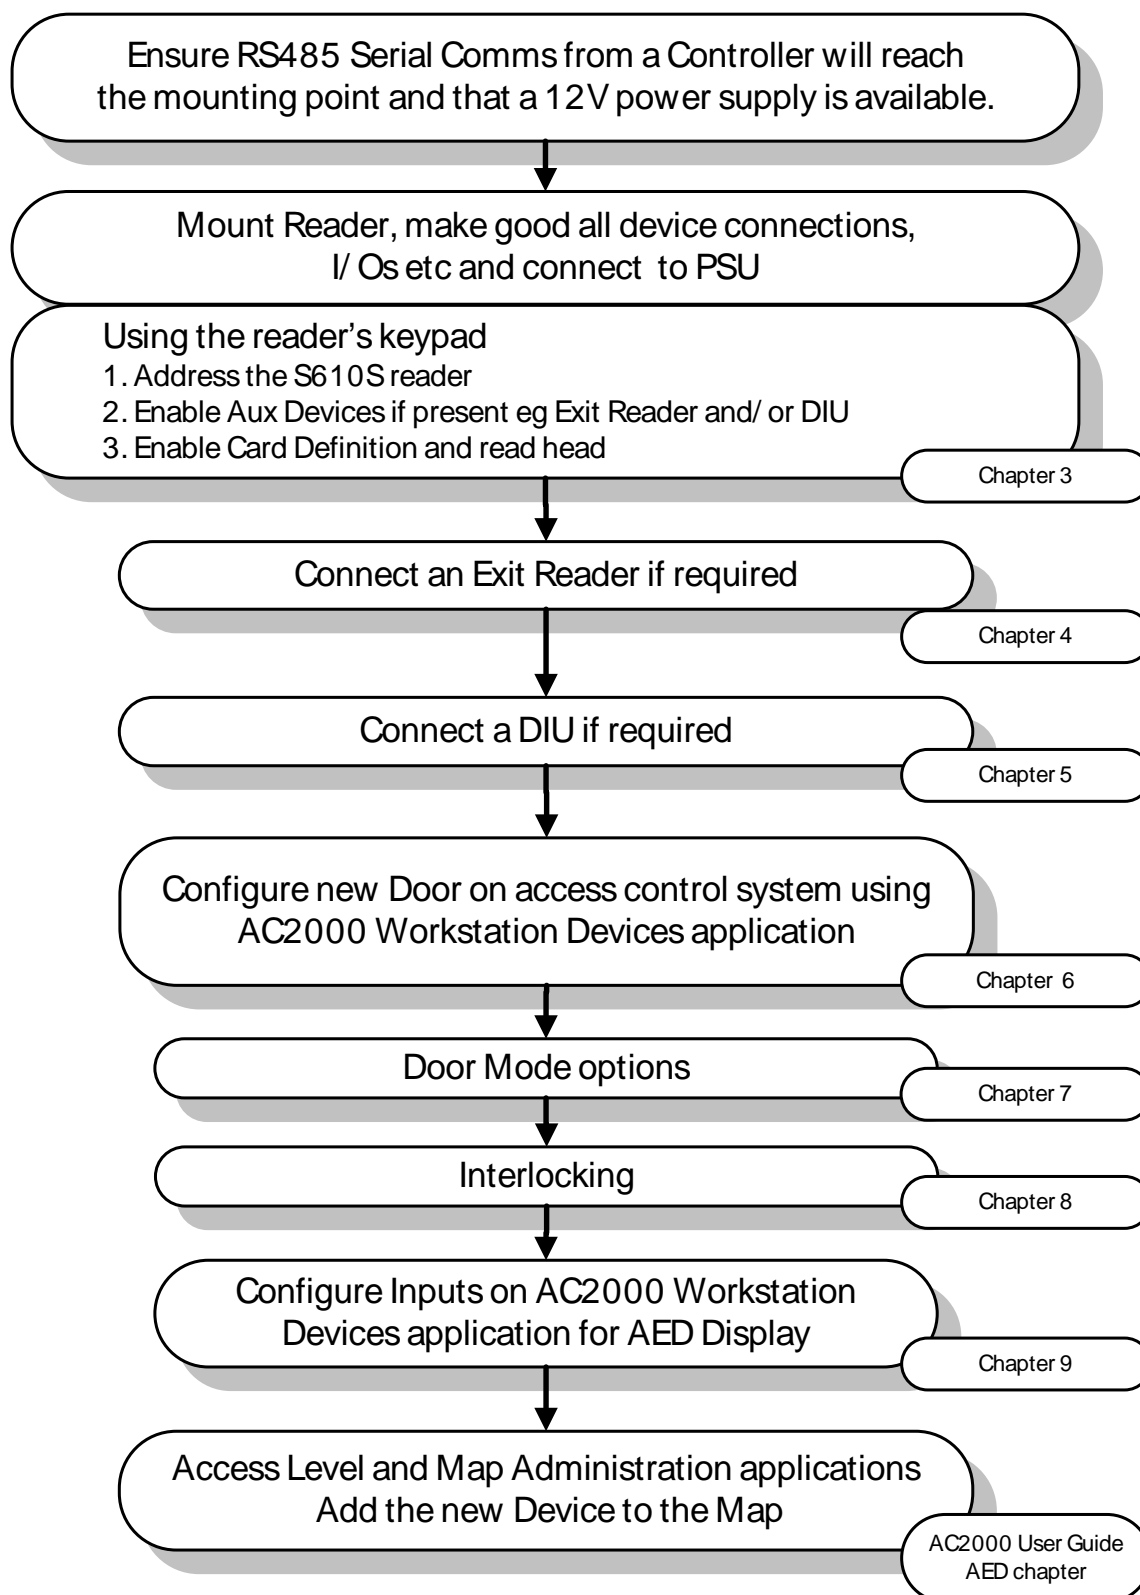 Ensure RS485 Serial Comms from a Controller will reach
the mounting point and that a 12V power supply is available.
Mount Reader, make good all device connections,
I/Os etc and connect to PSU
Using the reader's keypad
1. Address the S610S reader
2. Enable Aux Devices if present eg Exit Reader and/or DIU
3. Enable Card Definition and read head
Chapter 3
Connect an Exit Reader if required
Chapter 4
Connect a DIU if required
Chapter 5
Configure new Door on access control system using
AC2000 Workstation Devices application
Chapter 6
Door Mode options
Chapter 7
Interlocking
Chapter 8
Configure Inputs on AC2000 Workstation
Devices application for AED Display
Chapter 9
Access Level and Map Administration applications
Add the new Device to the Map
AC2000 User Guide
AED chapter